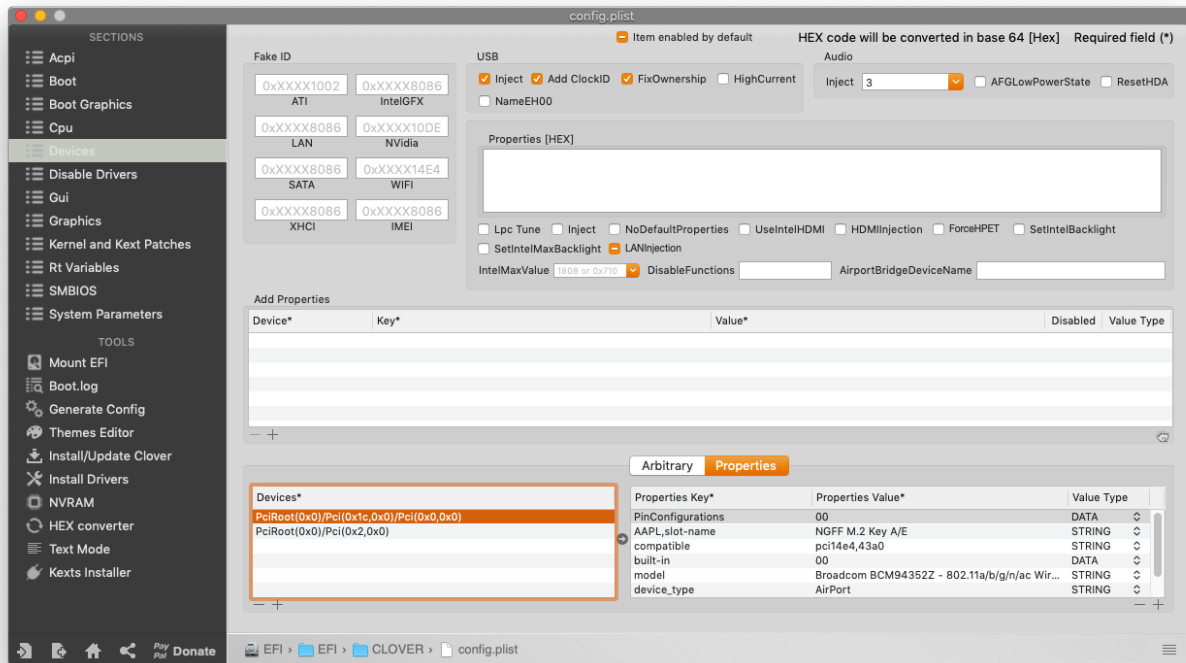 config.plist
SECTIONS
Acpi
Boot
Boot Graphics
Cpu
Devices
Disable Drivers
Gui
Graphics
Kernel and Kext Patches
Rt Variables
SMBIOS
System Parameters
TOOLS
Mount EFI
Boot.log
Generate Config
Themes Editor
Install/Update Clover
Install Drivers
NVRAM
HEX converter
Text Mode
Kexts Installer
Pay Pal Donate
Item enabled by default HEX code will be converted in base 64 [Hex] Required field (*)
Fake ID
0xXXXX1002 0xXXXX8086
ATI IntelGFX
0xXXXX8086 0xXXXX10DE
LAN NVidia
0xXXXX8086 0xXXXX14E4
SATA WIFI
0xXXXX8086 0xXXXX8086
XHCI IMEI
USB
Inject Add ClockID FixOwnership HighCurrent
NameEH00
Audio
Inject 3 AFGLowPowerState ResetHDA
Properties [HEX]
Lpc Tune Inject NoDefaultProperties UseIntelHDMI HDMIInjection ForceHPET SetIntelBacklight
SetIntelMaxBacklight LANInjection
IntelMaxValue 1808 or 0x710 DisableFunctions AirportBridgeDeviceName
Add Properties
Device* Key* Value* Disabled Value Type
Arbitrary Properties
Devices*
PciRoot(0x0)/Pci(0x1c,0x0)/Pci(0x0,0x0)
PciRoot(0x0)/Pci(0x2,0x0)
Properties Key* Properties Value* Value Type
PinConfigurations 00 DATA
AAPL,slot-name NGFF M.2 Key A/E STRING
compatible pci14e4,43a0 STRING
built-in 00 DATA
model Broadcom BCM94352Z - 802.11a/b/g/n/ac Wir... STRING
device_type AirPort STRING
EFI › EFI › CLOVER › config.plist